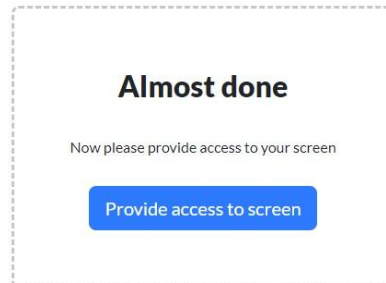 Almost done
Now please provide access to your screen
Provide access to screen